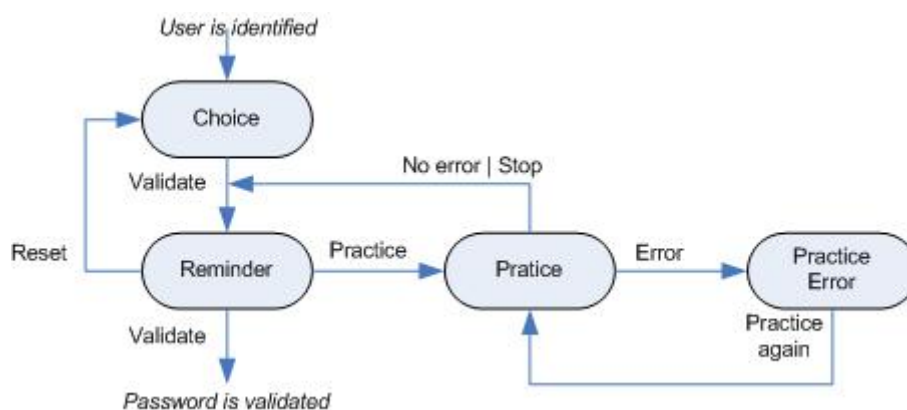 User is identified
Choice
No error | Stop
Validate
Reset
Reminder
Practice
Pratice
Error
Practice
Error
Validate
Practice
again
Password is validated